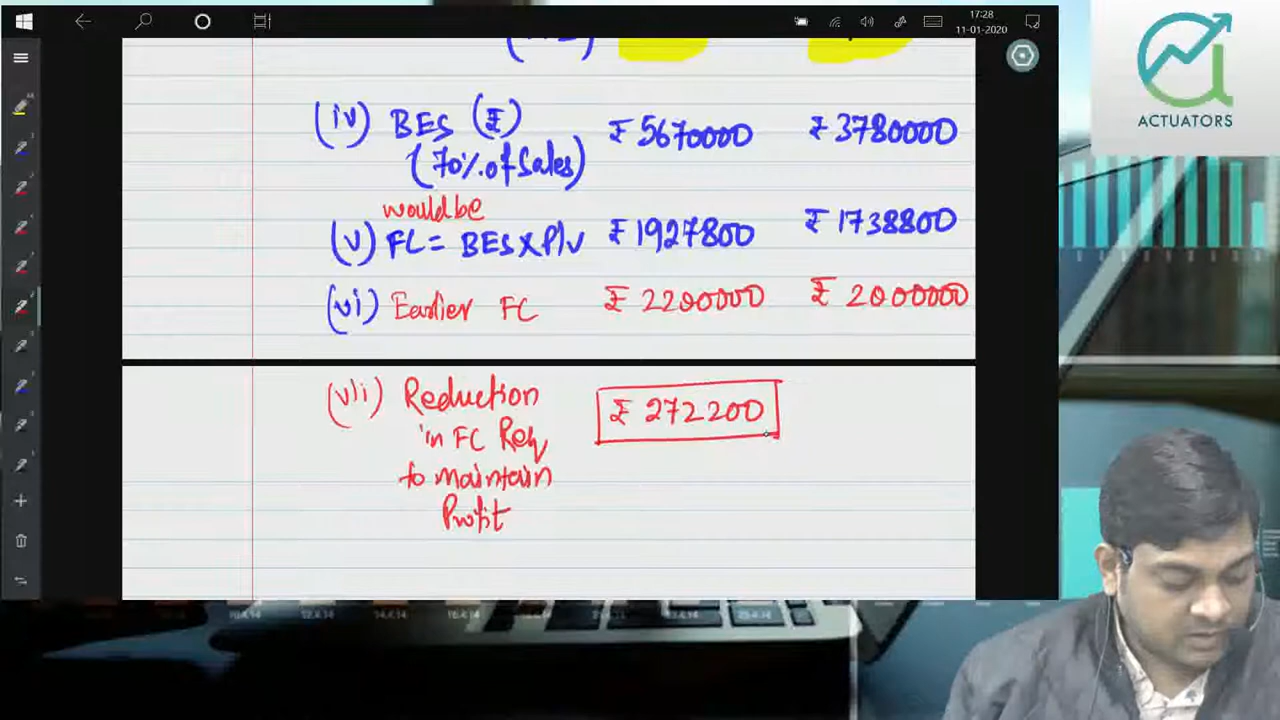 17:28
11-01-2020
ACTUATORS
(iv) BES (₹) ₹ 5670000 ₹ 3780000
(70% of Sales)
would be
(v) FC = BES X P/V ₹ 1927800 ₹ 1738800
(vi) Earlier FC ₹ 2200000 ₹ 2000000
(vii) Reduction ₹ 272200
in FC Req
to maintain
Profit